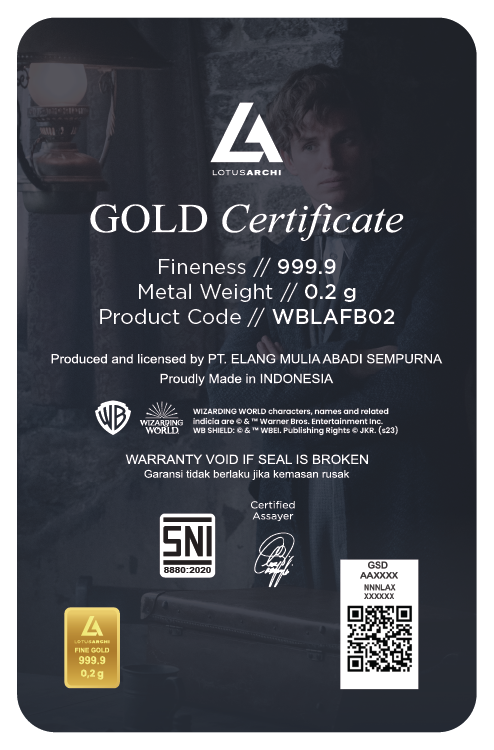 LOTUSARCHI
GOLD Certificate
Fineness // 999.9
Metal Weight // 0.2 g
Product Code // WBLAFB02
Produced and licensed by PT. ELANG MULIA ABADI SEMPURNA
Proudly Made in INDONESIA
WB
WIZARDING
WORLD
WIZARDING WORLD characters, names and related
indicia are © & ™ Warner Bros. Entertainment Inc.
WB SHIELD: © & ™ WBEI. Publishing Rights © JKR. (s23)
WARRANTY VOID IF SEAL IS BROKEN
Garansi tidak berlaku jika kemasan rusak
Certified
Assayer
SNI
8880:2020
GSD
AAXXXX
NNNLAX
XXXXXX
LOTUSARCHI
FINE GOLD
999.9
0,2 g